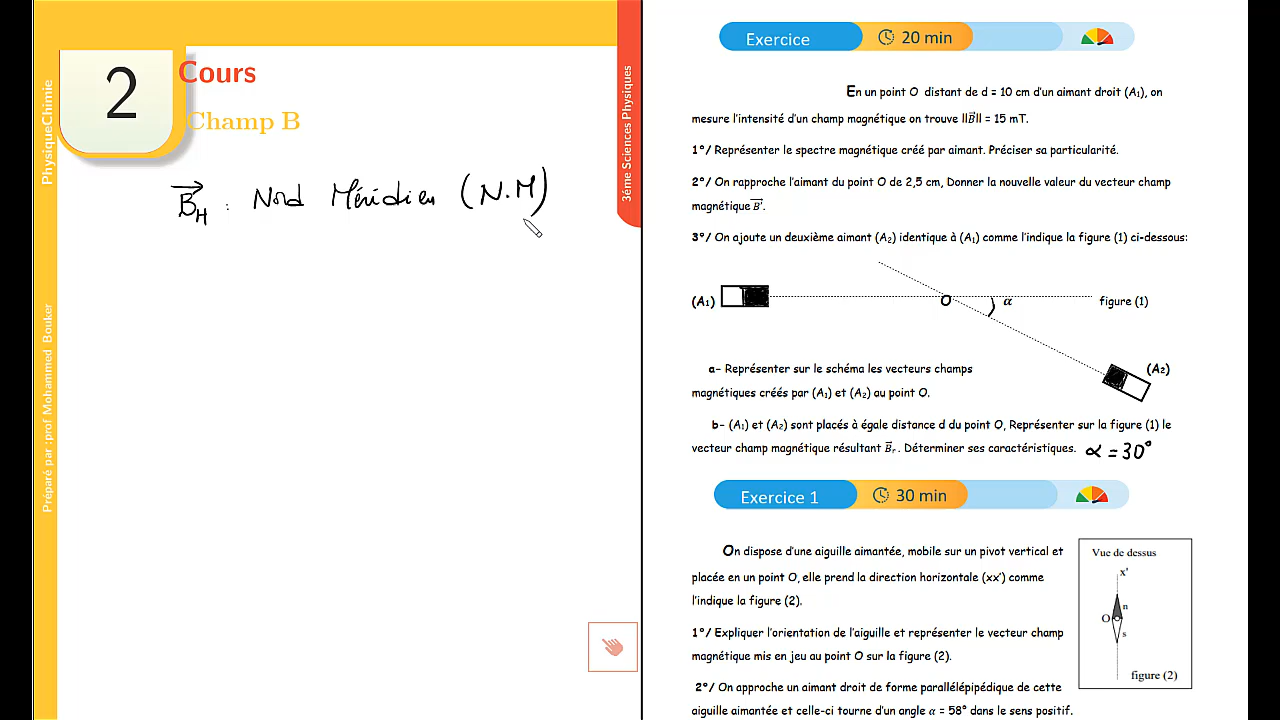 2
Cours
Champ B
PhysiqueChimie
Préparé par :prof Mohammed Bouker
3éme Sciences Physiques
B⃗H : Nord Méridien (N.M)
Exercice
20 min
En un point O distant de d = 10 cm d'un aimant droit (A₁), on
mesure l'intensité d'un champ magnétique on trouve ||B⃗|| = 15 mT.
1°/ Représenter le spectre magnétique créé par aimant. Préciser sa particularité.
2°/ On rapproche l'aimant du point O de 2,5 cm, Donner la nouvelle valeur du vecteur champ
magnétique B⃗'.
3°/ On ajoute un deuxième aimant (A₂) identique à (A₁) comme l'indique la figure (1) ci-dessous:
(A₁)
O
α
figure (1)
(A₂)
a- Représenter sur le schéma les vecteurs champs
magnétiques créés par (A₁) et (A₂) au point O.
b- (A₁) et (A₂) sont placés à égale distance d du point O, Représenter sur la figure (1) le
vecteur champ magnétique résultant B⃗r. Déterminer ses caractéristiques. α = 30°
Exercice 1
30 min
On dispose d'une aiguille aimantée, mobile sur un pivot vertical et
placée en un point O, elle prend la direction horizontale (xx') comme
l'indique la figure (2).
1°/ Expliquer l'orientation de l'aiguille et représenter le vecteur champ
magnétique mis en jeu au point O sur la figure (2).
2°/ On approche un aimant droit de forme parallélépipédique de cette
aiguille aimantée et celle-ci tourne d'un angle α = 58° dans le sens positif.
Vue de dessus
x'
n
O
s
figure (2)